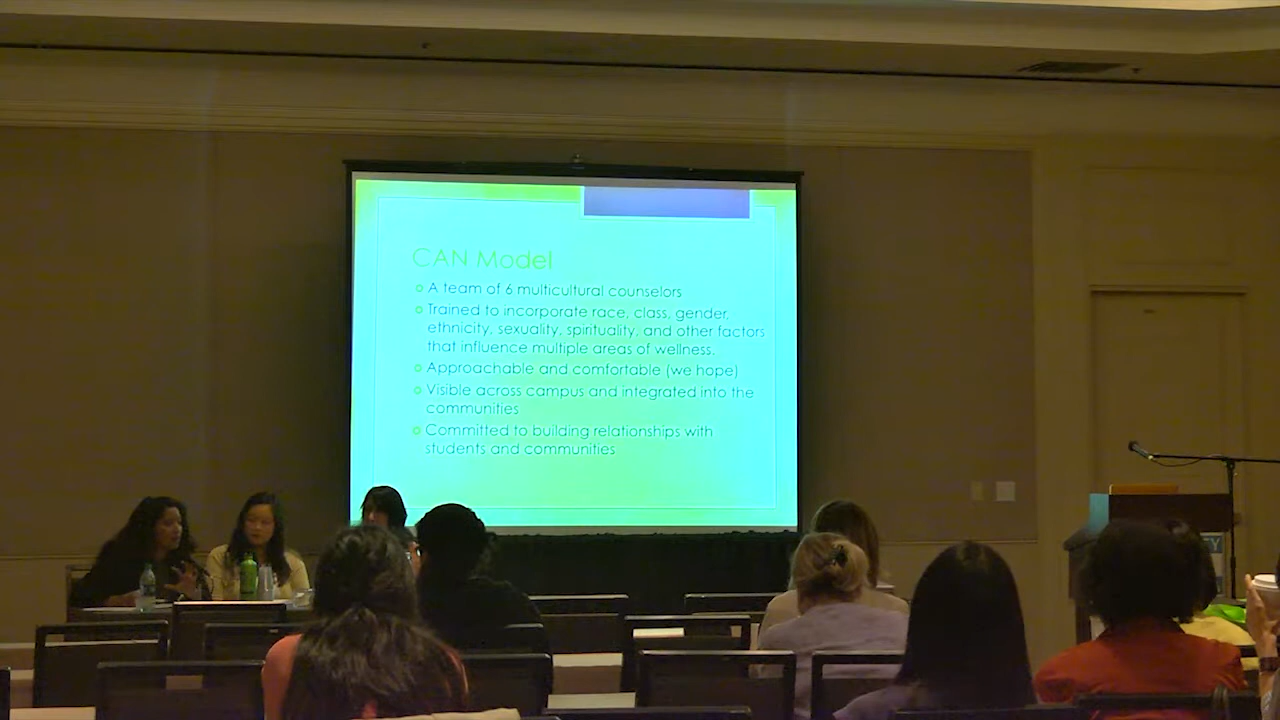 CAN Model
A team of 6 multicultural counselors
Trained to incorporate race, class, gender,
ethnicity, sexuality, spirituality, and other factors
that influence multiple areas of wellness.
Approachable and comfortable (we hope)
Visible across campus and integrated into the
communities
Committed to building relationships with
students and communities